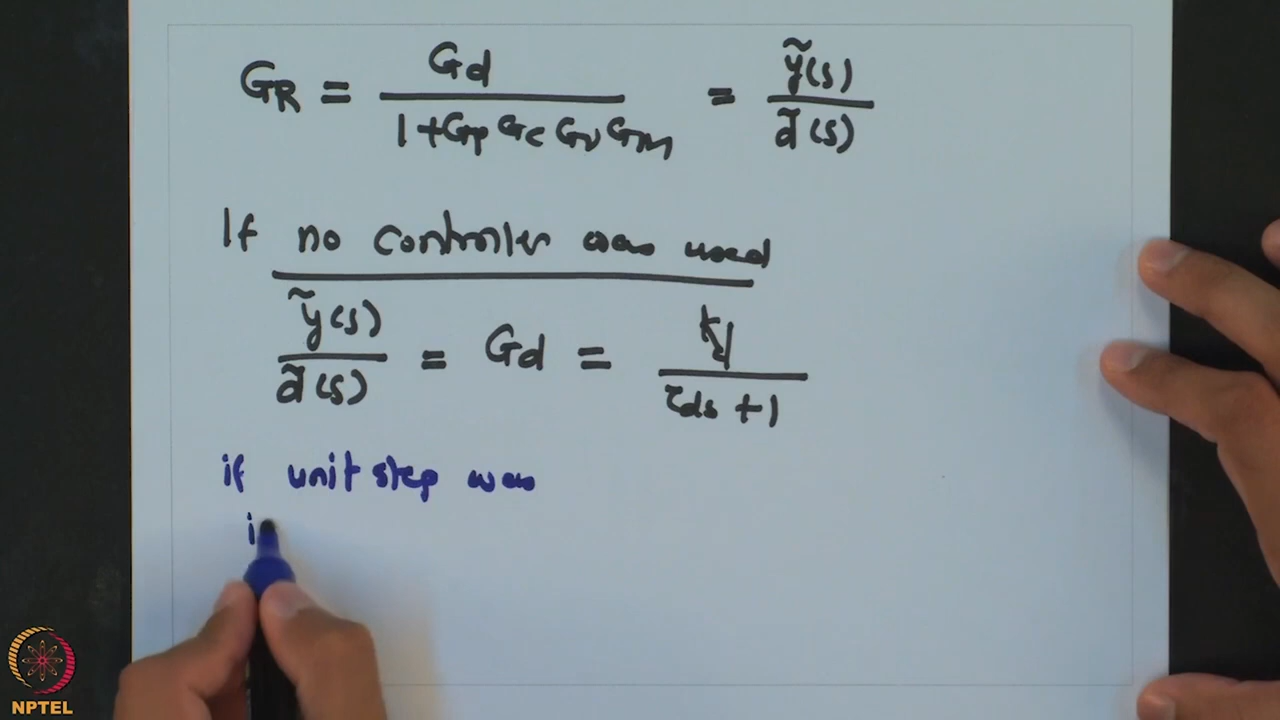 GR = Gd / 1+Gp Gc Gv Gm = ỹ(s) / d̃(s)
If no controller was used
ỹ(s) / d̃(s) = Gd = kd / τds +1
if unit step was
i
NPTEL